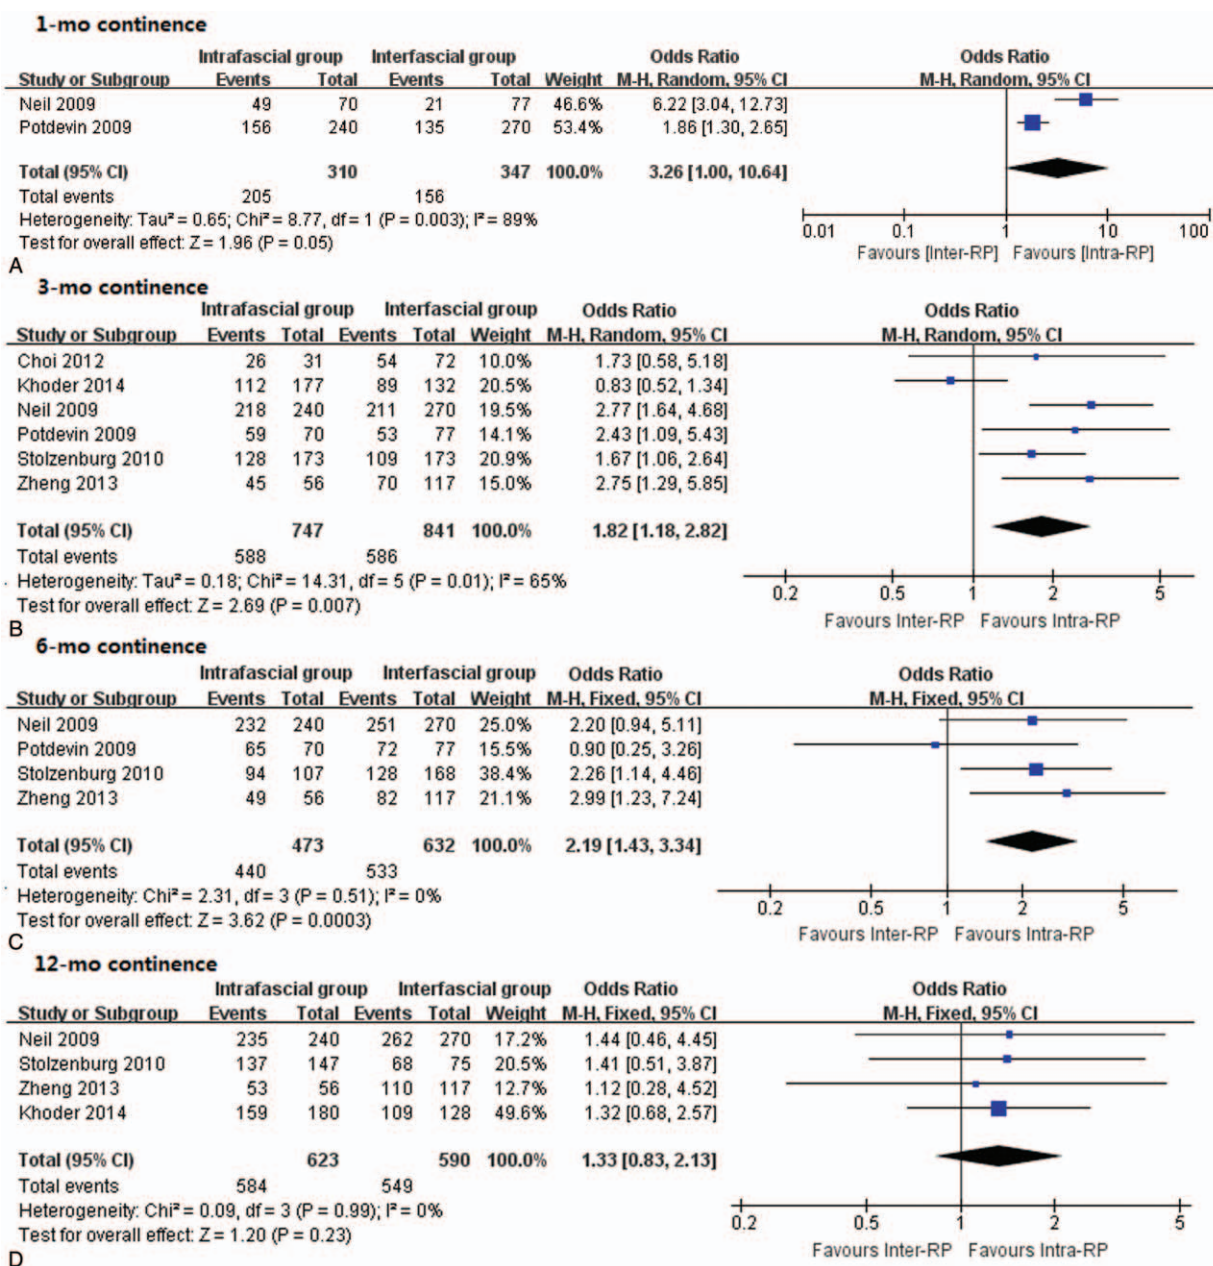 1-mo continence
Intrafascial group Interfascial group Odds Ratio Odds Ratio
Study or Subgroup Events Total Events Total Weight M-H, Random, 95% CI M-H, Random, 95% CI
Neil 2009 49 70 21 77 46.6% 6.22 [3.04, 12.73]
Potdevin 2009 156 240 135 270 53.4% 1.86 [1.30, 2.65]
Total (95% CI) 310 347 100.0% 3.26 [1.00, 10.64]
Total events 205 156
Heterogeneity: Tau² = 0.65; Chi² = 8.77, df = 1 (P = 0.003); I² = 89%
Test for overall effect: Z = 1.96 (P = 0.05)
0.01 0.1 1 10 100
Favours [Inter-RP] Favours [Intra-RP]
A
3-mo continence
Intrafascial group Interfascial group Odds Ratio Odds Ratio
Study or Subgroup Events Total Events Total Weight M-H, Random, 95% CI M-H, Random, 95% CI
Choi 2012 26 31 54 72 10.0% 1.73 [0.58, 5.18]
Khoder 2014 112 177 89 132 20.5% 0.83 [0.52, 1.34]
Neil 2009 218 240 211 270 19.5% 2.77 [1.64, 4.68]
Potdevin 2009 59 70 53 77 14.1% 2.43 [1.09, 5.43]
Stolzenburg 2010 128 173 109 173 20.9% 1.67 [1.06, 2.64]
Zheng 2013 45 56 70 117 15.0% 2.75 [1.29, 5.85]
Total (95% CI) 747 841 100.0% 1.82 [1.18, 2.82]
Total events 588 586
Heterogeneity: Tau² = 0.18; Chi² = 14.31, df = 5 (P = 0.01); I² = 65%
Test for overall effect: Z = 2.69 (P = 0.007)
0.2 0.5 1 2 5
Favours Inter-RP Favours Intra-RP
B
6-mo continence
Intrafascial group Interfascial group Odds Ratio Odds Ratio
Study or Subgroup Events Total Events Total Weight M-H, Fixed, 95% CI M-H, Fixed, 95% CI
Neil 2009 232 240 251 270 25.0% 2.20 [0.94, 5.11]
Potdevin 2009 65 70 72 77 15.5% 0.90 [0.25, 3.26]
Stolzenburg 2010 94 107 128 168 38.4% 2.26 [1.14, 4.46]
Zheng 2013 49 56 82 117 21.1% 2.99 [1.23, 7.24]
Total (95% CI) 473 632 100.0% 2.19 [1.43, 3.34]
Total events 440 533
Heterogeneity: Chi² = 2.31, df = 3 (P = 0.51); I² = 0%
Test for overall effect: Z = 3.62 (P = 0.0003)
0.2 0.5 1 2 5
Favours Inter-RP Favours Intra-RP
C
12-mo continence
Intrafascial group Interfascial group Odds Ratio Odds Ratio
Study or Subgroup Events Total Events Total Weight M-H, Fixed, 95% CI M-H, Fixed, 95% CI
Neil 2009 235 240 262 270 17.2% 1.44 [0.46, 4.45]
Stolzenburg 2010 137 147 68 75 20.5% 1.41 [0.51, 3.87]
Zheng 2013 53 56 110 117 12.7% 1.12 [0.28, 4.52]
Khoder 2014 159 180 109 128 49.6% 1.32 [0.68, 2.57]
Total (95% CI) 623 590 100.0% 1.33 [0.83, 2.13]
Total events 584 549
Heterogeneity: Chi² = 0.09, df = 3 (P = 0.99); I² = 0%
Test for overall effect: Z = 1.20 (P = 0.23)
0.2 0.5 1 2 5
Favours Inter-RP Favours Intra-RP
D